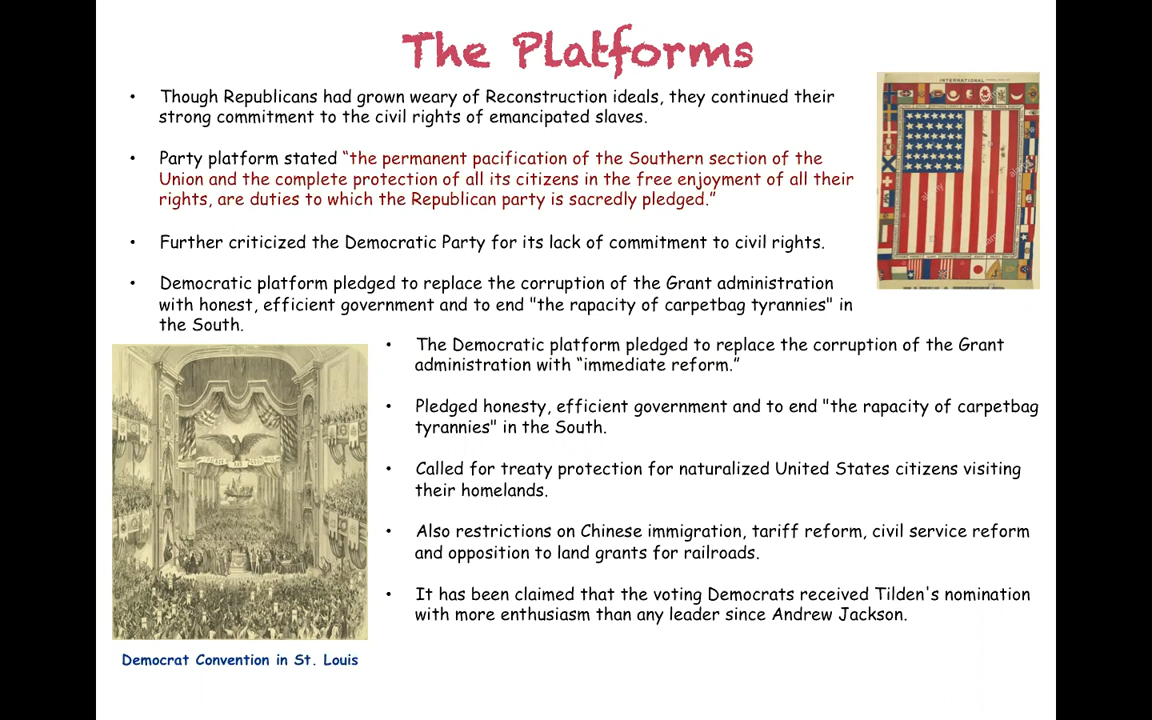 The Platforms
• Though Republicans had grown weary of Reconstruction ideals, they continued their
strong commitment to the civil rights of emancipated slaves.
• Party platform stated “the permanent pacification of the Southern section of the
Union and the complete protection of all its citizens in the free enjoyment of all their
rights, are duties to which the Republican party is sacredly pledged.”
• Further criticized the Democratic Party for its lack of commitment to civil rights.
• Democratic platform pledged to replace the corruption of the Grant administration
with honest, efficient government and to end "the rapacity of carpetbag tyrannies" in
the South.
INTERNATIONAL
alamy
• The Democratic platform pledged to replace the corruption of the Grant
administration with “immediate reform.”
• Pledged honesty, efficient government and to end "the rapacity of carpetbag
tyrannies" in the South.
• Called for treaty protection for naturalized United States citizens visiting
their homelands.
• Also restrictions on Chinese immigration, tariff reform, civil service reform
and opposition to land grants for railroads.
• It has been claimed that the voting Democrats received Tilden's nomination
with more enthusiasm than any leader since Andrew Jackson.
Democrat Convention in St. Louis